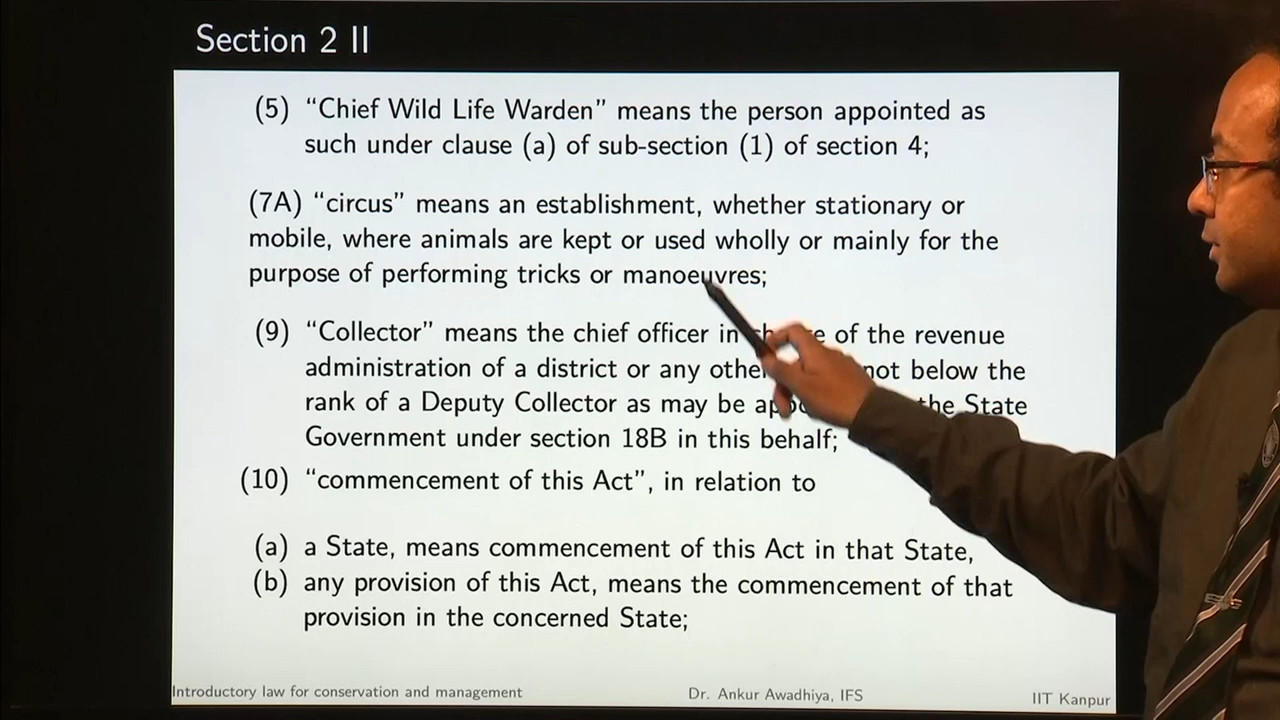 Section 2 II
(5) “Chief Wild Life Warden” means the person appointed as
such under clause (a) of sub-section (1) of section 4;
(7A) “circus” means an establishment, whether stationary or
mobile, where animals are kept or used wholly or mainly for the
purpose of performing tricks or manoeuvres;
(9) “Collector” means the chief officer in of the revenue
administration of a district or any other not below the
rank of a Deputy Collector as may be the State
Government under section 18B in this behalf;
(10) “commencement of this Act”, in relation to
(a) a State, means commencement of this Act in that State,
(b) any provision of this Act, means the commencement of that
provision in the concerned State;
Introductory law for conservation and management Dr. Ankur Awadhiya, IFS IIT Kanpur